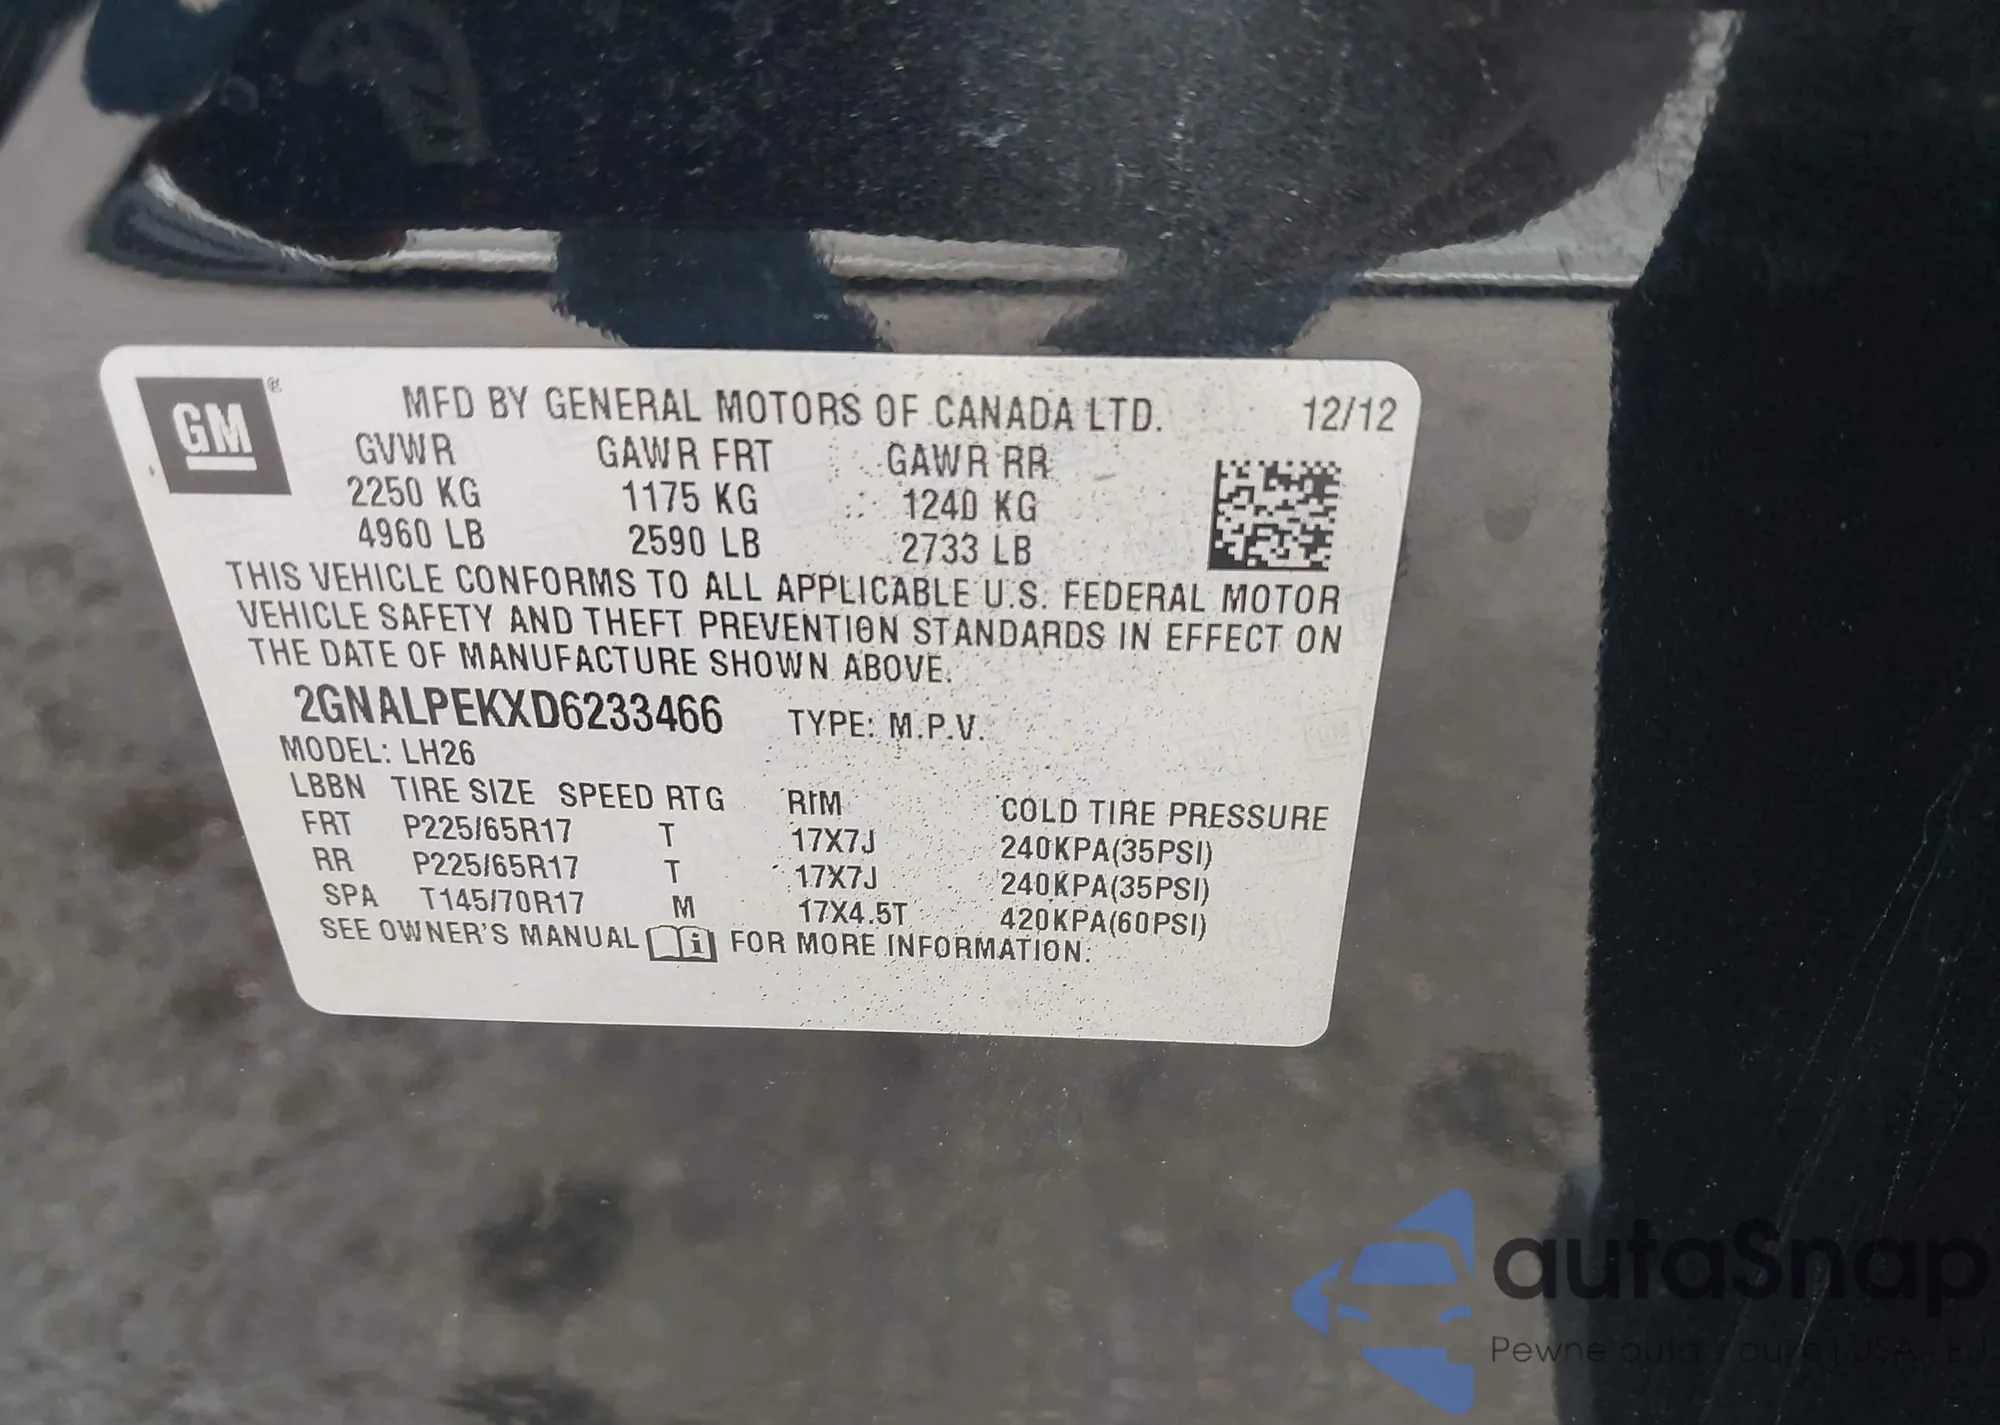 GM ®
MFD BY GENERAL MOTORS OF CANADA LTD. 12/12
GVWR GAWR FRT GAWR RR
2250 KG 1175 KG 1240 KG
4960 LB 2590 LB 2733 LB
THIS VEHICLE CONFORMS TO ALL APPLICABLE U.S. FEDERAL MOTOR
VEHICLE SAFETY AND THEFT PREVENTION STANDARDS IN EFFECT ON
THE DATE OF MANUFACTURE SHOWN ABOVE.
2GNALPEKXD6233466 TYPE: M.P.V.
MODEL: LH26
LBBN TIRE SIZE SPEED RTG RIM COLD TIRE PRESSURE
FRT P225/65R17 T 17X7J 240KPA(35PSI)
RR P225/65R17 T 17X7J 240KPA(35PSI)
SPA T145/70R17 M 17X4.5T 420KPA(60PSI)
SEE OWNER'S MANUAL i FOR MORE INFORMATION.
autaSnap
Pewne auta USA